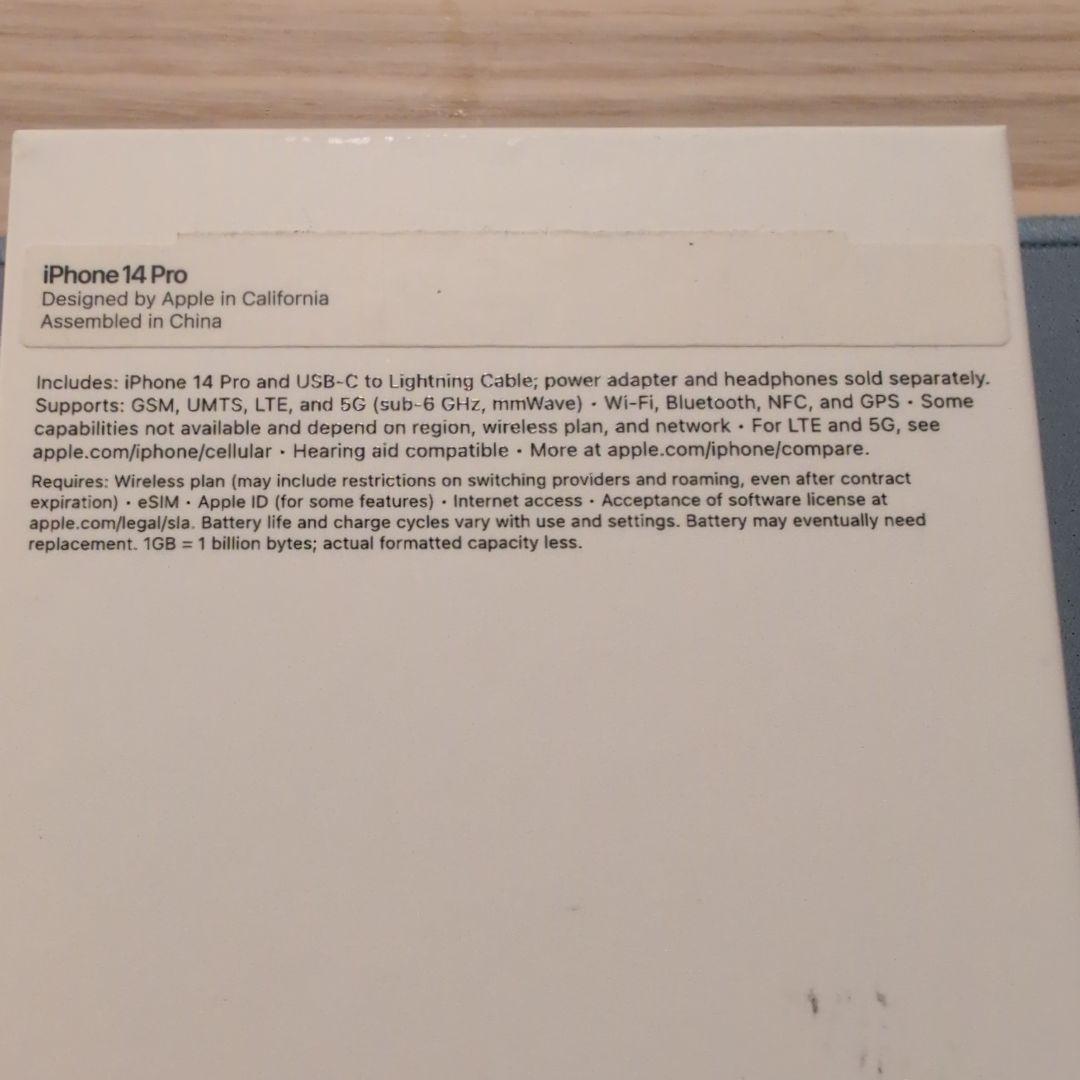 iPhone 14 Pro
Designed by Apple in California
Assembled in China
Includes: iPhone 14 Pro and USB-C to Lightning Cable; power adapter and headphones sold separately.
Supports: GSM, UMTS, LTE, and 5G (sub-6 GHz, mmWave) • Wi-Fi, Bluetooth, NFC, and GPS • Some
capabilities not available and depend on region, wireless plan, and network • For LTE and 5G, see
apple.com/iphone/cellular • Hearing aid compatible • More at apple.com/iphone/compare.
Requires: Wireless plan (may include restrictions on switching providers and roaming, even after contract
expiration) • eSIM • Apple ID (for some features) • Internet access • Acceptance of software license at
apple.com/legal/sla. Battery life and charge cycles vary with use and settings. Battery may eventually need
replacement. 1GB = 1 billion bytes; actual formatted capacity less.